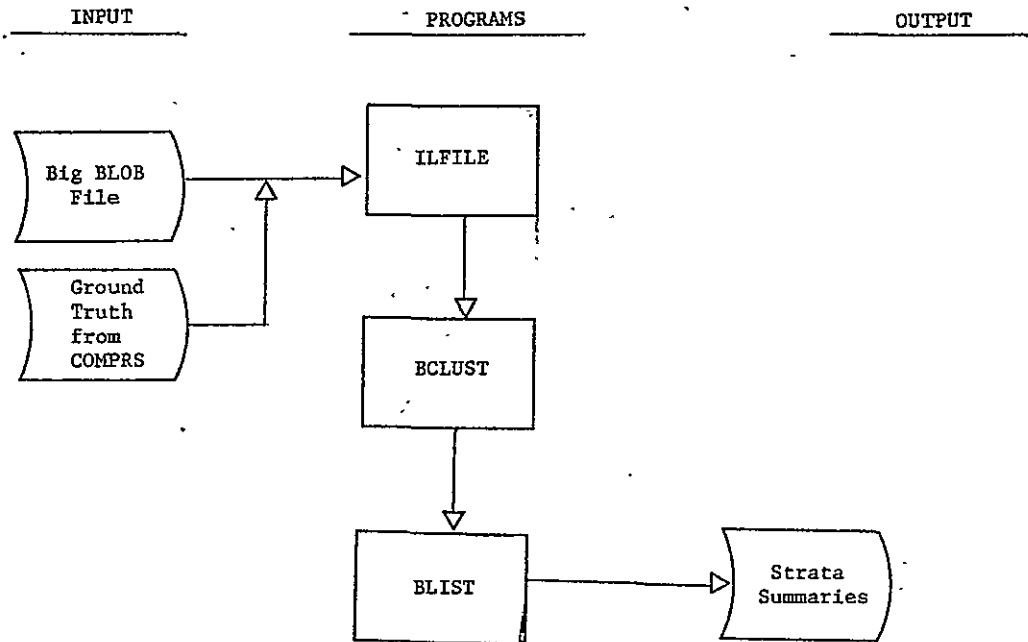 INPUT
PROGRAMS
OUTPUT
Big BLOB
File
ILFILE
Ground
Truth
from
COMPRS
BCLUST
BLIST
Strata
Summaries